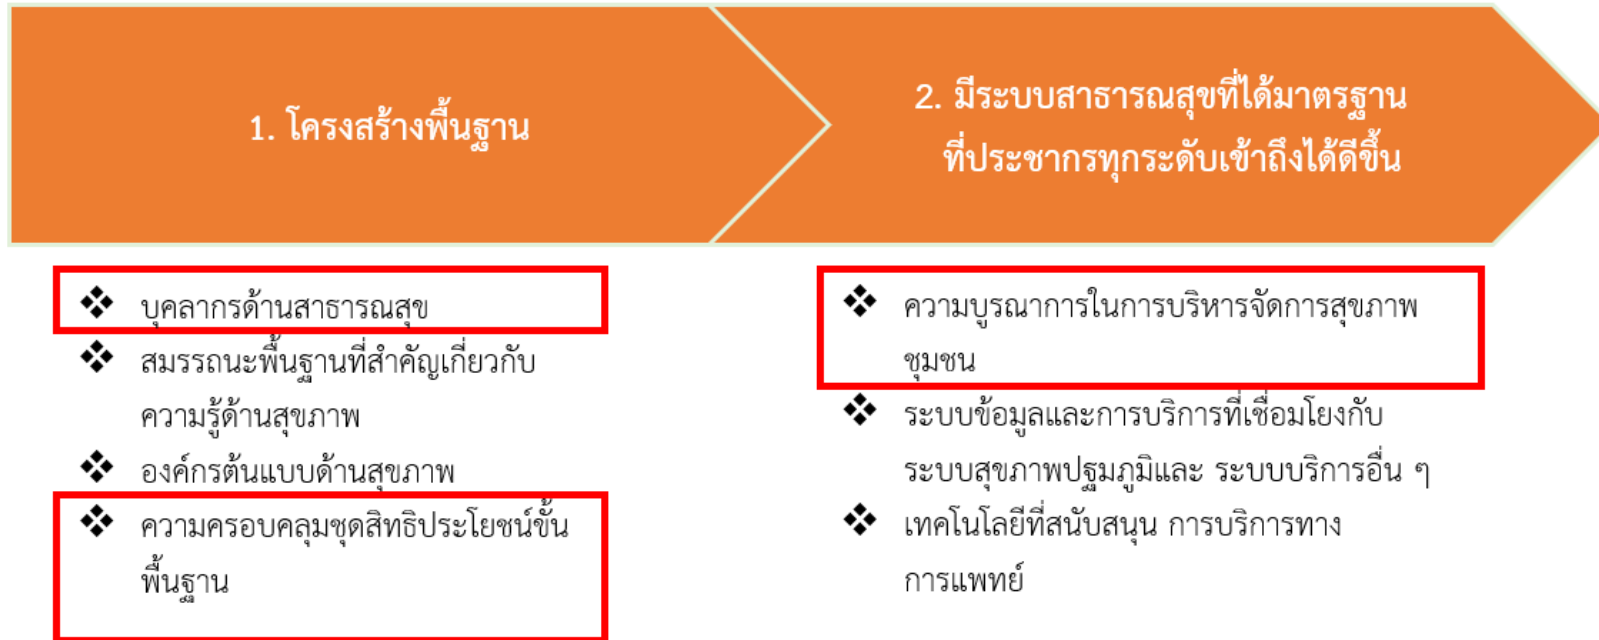 1. โครงสร้างพื้นฐาน
2. มีระบบสาธารณสุขที่ได้มาตรฐาน
ที่ประชากรทุกระดับเข้าถึงได้ดีขึ้น
❖ บุคลากรด้านสาธารณสุข
❖ สมรรถนะพื้นฐานที่สำคัญเกี่ยวกับ
ความรู้ด้านสุขภาพ
❖ องค์กรต้นแบบด้านสุขภาพ
❖ ความครอบคลุมชุดสิทธิประโยชน์ขั้น
พื้นฐาน
❖ ความบูรณาการในการบริหารจัดการสุขภาพ
ชุมชน
❖ ระบบข้อมูลและการบริการที่เชื่อมโยงกับ
ระบบสุขภาพปฐมภูมิและ ระบบบริการอื่น ๆ
❖ เทคโนโลยีที่สนับสนุน การบริการทาง
การแพทย์